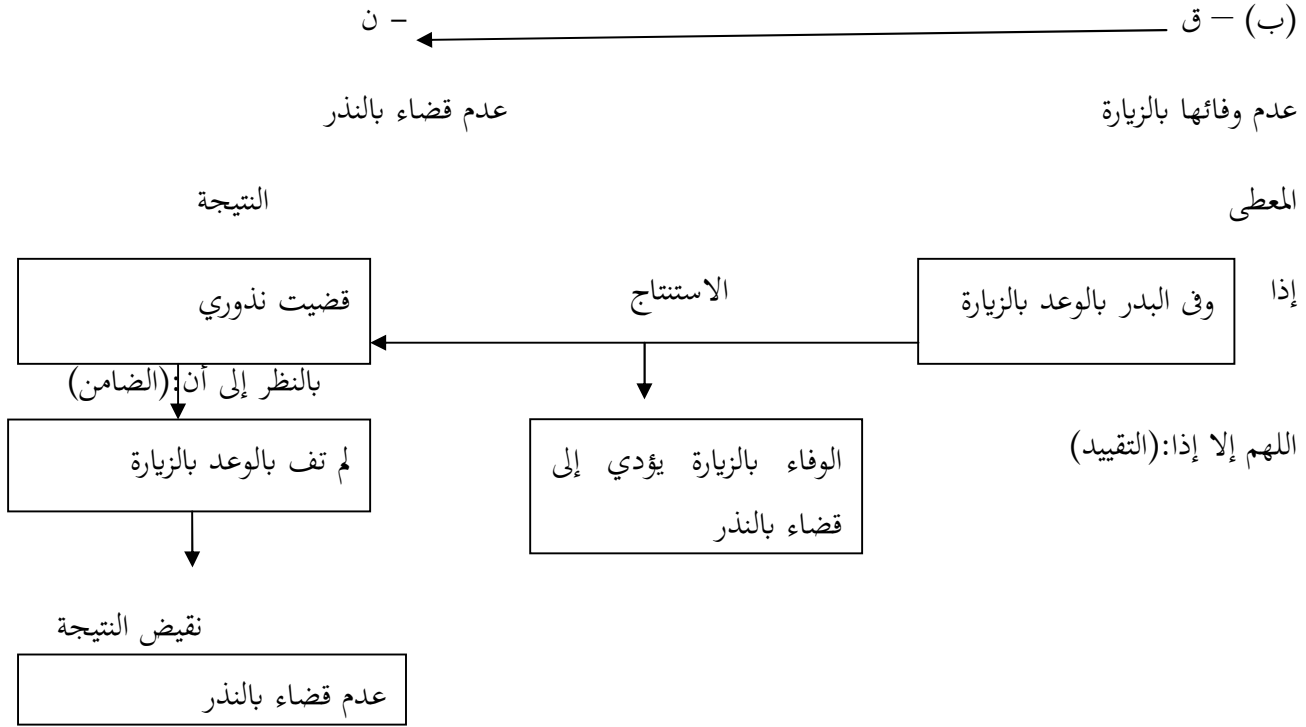 (ب) – ق – ن
عدم وفائها بالزيارة عدم قضاء بالنذر
المعطى النتيجة
إذا وفى البدر بالوعد بالزيارة الاستنتاج قضيت نذوري
بالنظر إلى أن:(الضامن)
اللهم إلا إذا:(التقييد) الوفاء بالزيارة يؤدي إلى لم تف بالوعد بالزيارة
قضاء بالنذر
نقيض النتيجة
عدم قضاء بالنذر